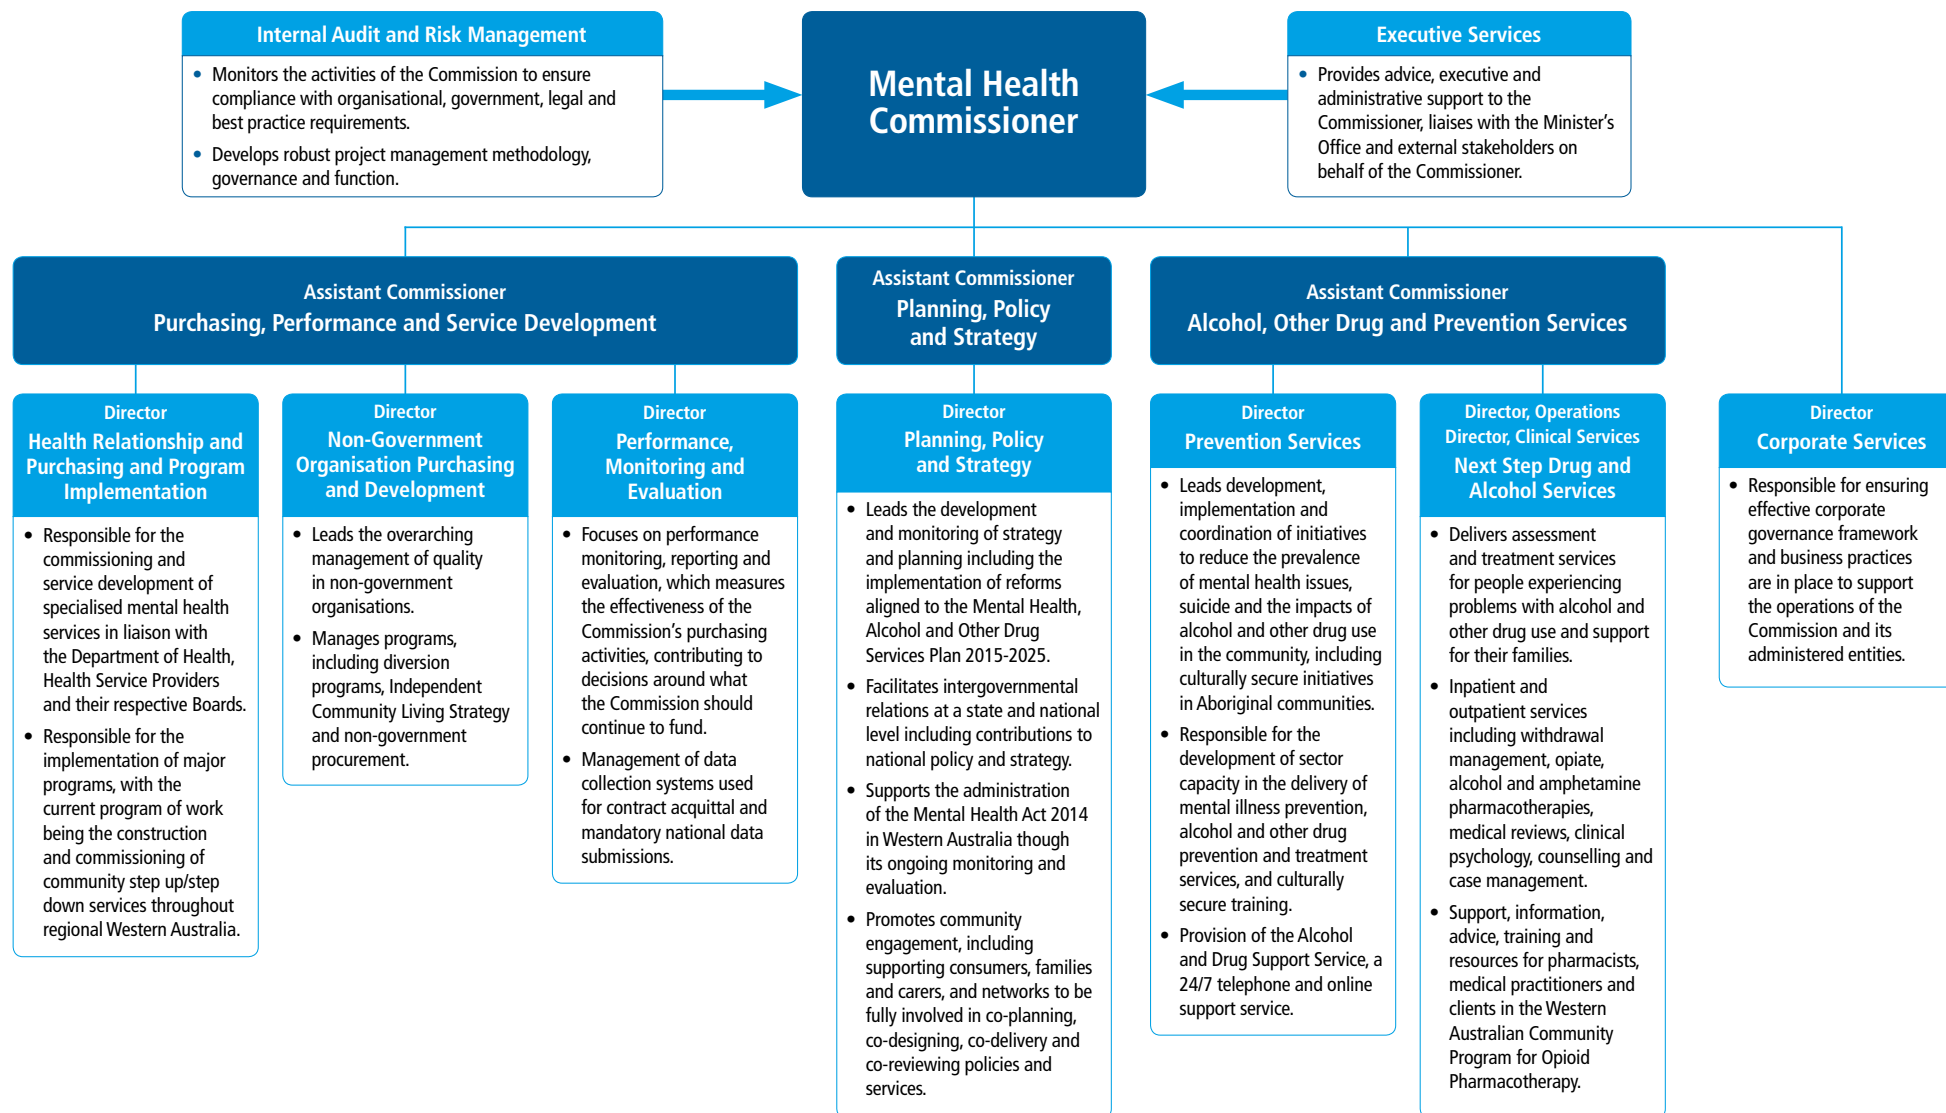 Internal Audit and Risk Management
• Monitors the activities of the Commission to ensure
compliance with organisational, government, legal and
best practice requirements.
• Develops robust project management methodology,
governance and function.
Mental Health
Commissioner
Executive Services
• Provides advice, executive and
administrative support to the
Commissioner, liaises with the Minister's
Office and external stakeholders on
behalf of the Commissioner.
Assistant Commissioner
Purchasing, Performance and Service Development
Assistant Commissioner
Planning, Policy
and Strategy
Assistant Commissioner
Alcohol, Other Drug and Prevention Services
Director
Health Relationship and
Purchasing and Program
Implementation
• Responsible for the
commissioning and
service development of
specialised mental health
services in liaison with
the Department of Health,
Health Service Providers
and their respective Boards.
• Responsible for the
implementation of major
programs, with the
current program of work
being the construction
and commissioning of
community step up/step
down services throughout
regional Western Australia.
Director
Non-Government
Organisation Purchasing
and Development
• Leads the overarching
management of quality
in non-government
organisations.
• Manages programs,
including diversion
programs, Independent
Community Living Strategy
and non-government
procurement.
Director
Performance,
Monitoring and
Evaluation
• Focuses on performance
monitoring, reporting and
evaluation, which measures
the effectiveness of the
Commission's purchasing
activities, contributing to
decisions around what
the Commission should
continue to fund.
• Management of data
collection systems used
for contract acquittal and
mandatory national data
submissions.
Director
Planning, Policy
and Strategy
• Leads the development
and monitoring of strategy
and planning including the
implementation of reforms
aligned to the Mental Health,
Alcohol and Other Drug
Services Plan 2015-2025.
• Facilitates intergovernmental
relations at a state and national
level including contributions to
national policy and strategy.
• Supports the administration
of the Mental Health Act 2014
in Western Australia though
its ongoing monitoring and
evaluation.
• Promotes community
engagement, including
supporting consumers, families
and carers, and networks to be
fully involved in co-planning,
co-designing, co-delivery and
co-reviewing policies and
services.
Director
Prevention Services
• Leads development,
implementation and
coordination of initiatives
to reduce the prevalence
of mental health issues,
suicide and the impacts of
alcohol and other drug use
in the community, including
culturally secure initiatives
in Aboriginal communities.
• Responsible for the
development of sector
capacity in the delivery of
mental illness prevention,
alcohol and other drug
prevention and treatment
services, and culturally
secure training.
• Provision of the Alcohol
and Drug Support Service, a
24/7 telephone and online
support service.
Director, Operations
Director, Clinical Services
Next Step Drug and
Alcohol Services
• Delivers assessment
and treatment services
for people experiencing
problems with alcohol and
other drug use and support
for their families.
• Inpatient and
outpatient services
including withdrawal
management, opiate,
alcohol and amphetamine
pharmacotherapies,
medical reviews, clinical
psychology, counselling and
case management.
• Support, information,
advice, training and
resources for pharmacists,
medical practitioners and
clients in the Western
Australian Community
Program for Opioid
Pharmacotherapy.
Director
Corporate Services
• Responsible for ensuring
effective corporate
governance framework
and business practices
are in place to support
the operations of the
Commission and its
administered entities.